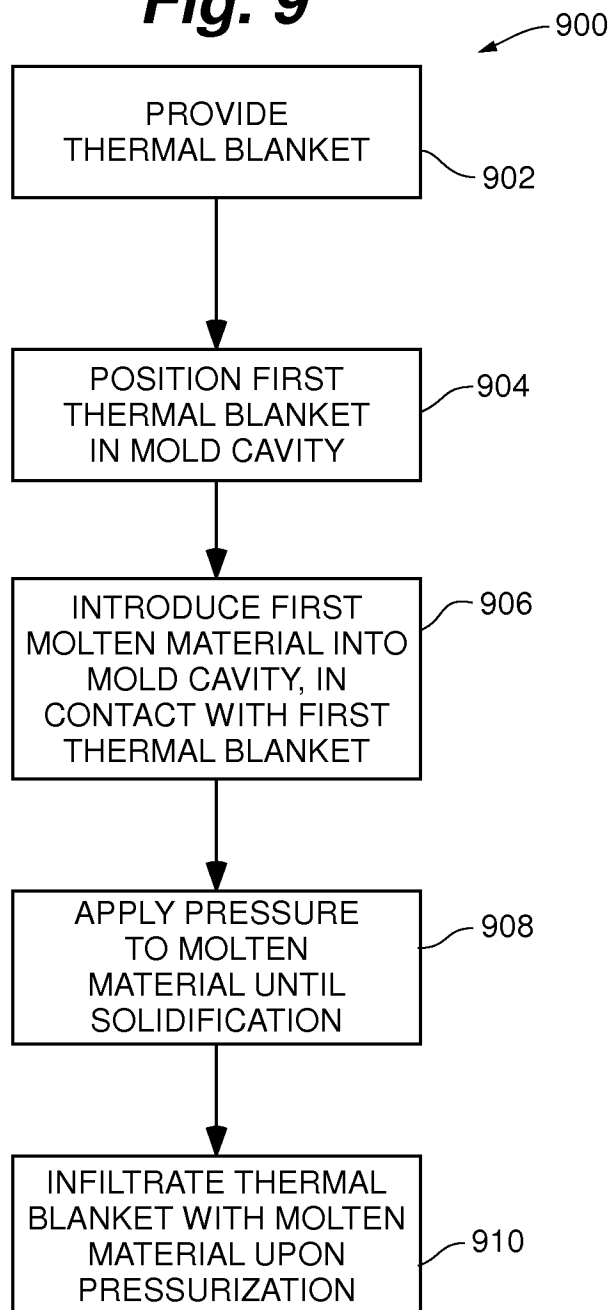 Fig. 9
900
PROVIDE
THERMAL BLANKET
902
POSITION FIRST
THERMAL BLANKET
IN MOLD CAVITY
904
INTRODUCE FIRST
MOLTEN MATERIAL INTO
MOLD CAVITY, IN
CONTACT WITH FIRST
THERMAL BLANKET
906
APPLY PRESSURE
TO MOLTEN
MATERIAL UNTIL
SOLIDIFICATION
908
INFILTRATE THERMAL
BLANKET WITH MOLTEN
MATERIAL UPON
PRESSURIZATION
910